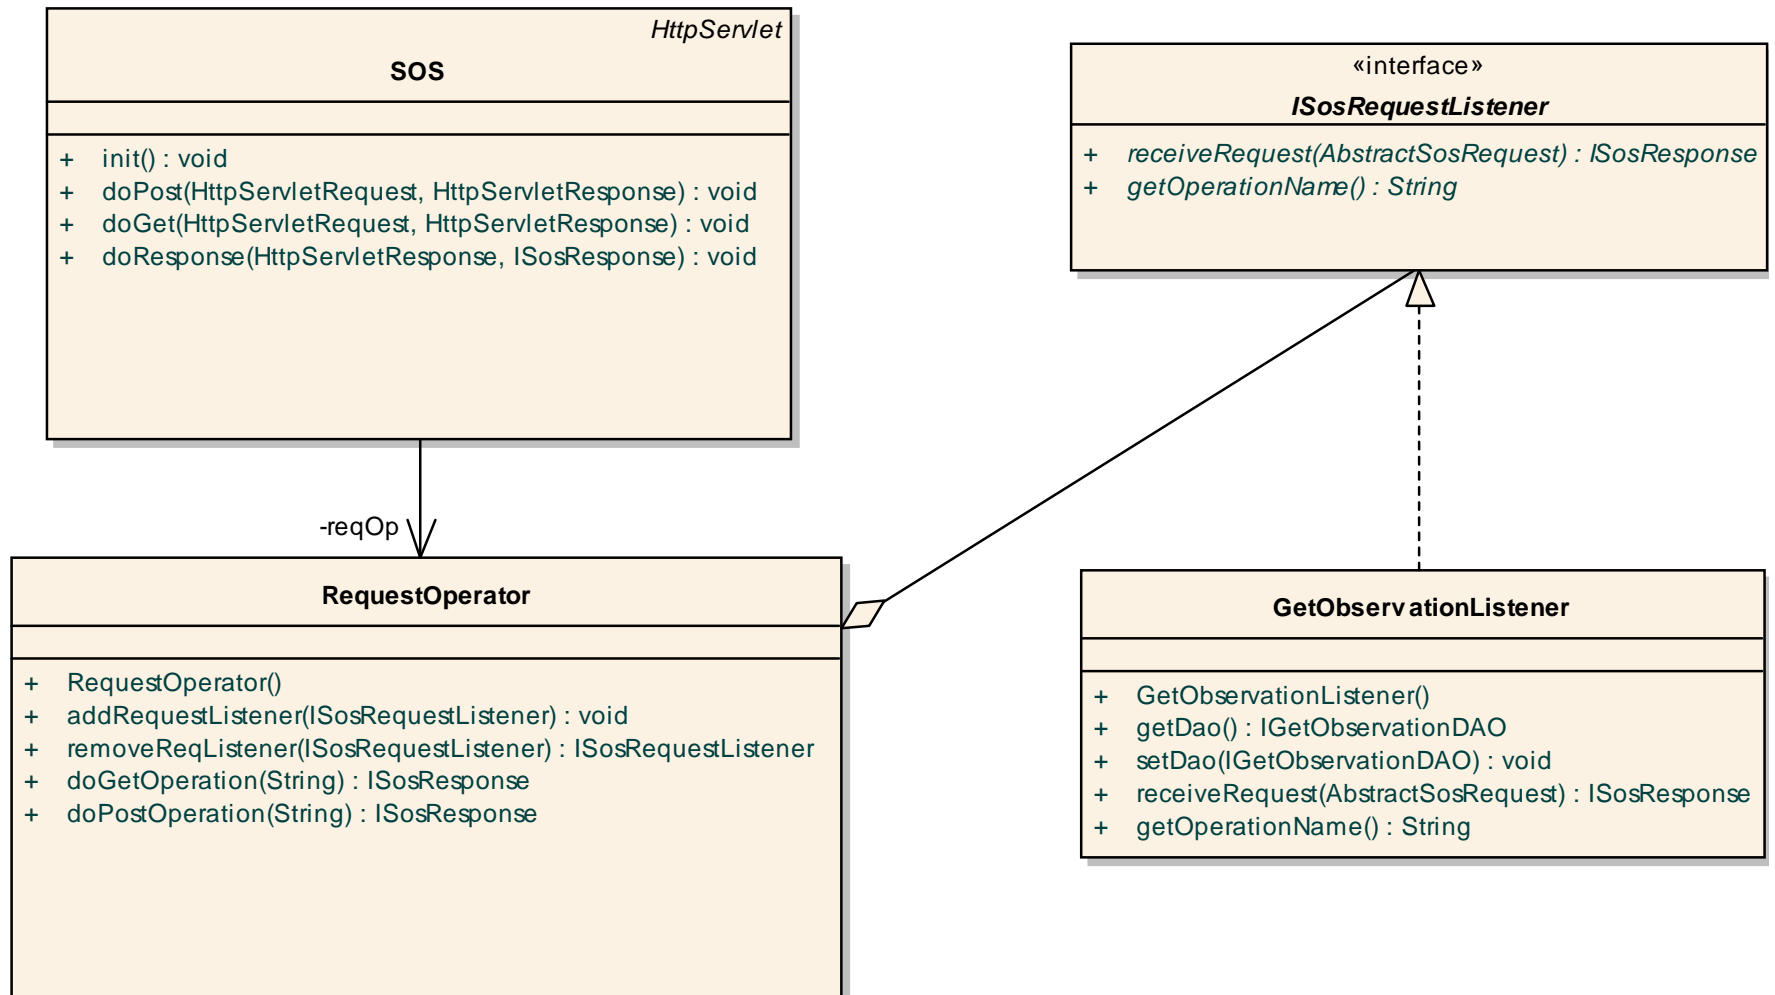 HttpServlet
SOS
+ init() : void
+ doPost(HttpServletRequest, HttpServletResponse) : void
+ doGet(HttpServletRequest, HttpServletResponse) : void
+ doResponse(HttpServletResponse, ISosResponse) : void
«interface»
ISosRequestListener
+ receiveRequest(AbstractSosRequest) : ISosResponse
+ getOperationName() : String
-reqOp
RequestOperator
+ RequestOperator()
+ addRequestListener(ISosRequestListener) : void
+ removeReqListener(ISosRequestListener) : ISosRequestListener
+ doGetOperation(String) : ISosResponse
+ doPostOperation(String) : ISosResponse
GetObservationListener
+ GetObservationListener()
+ getDao() : IGetObservationDAO
+ setDao(IGetObservationDAO) : void
+ receiveRequest(AbstractSosRequest) : ISosResponse
+ getOperationName() : String